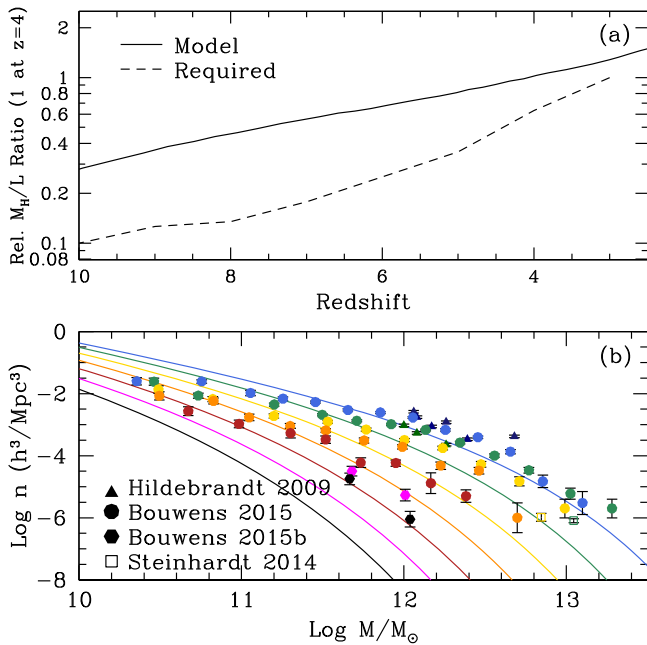 (a)
Model
Required
2
1
0.8
0.6
0.4
0.2
0.1
0.08
Rel. M_H/L Ratio (1 at z=4)
10 8 6 4
Redshift
(b)
0
−2
−4
−6
−8
Log n (h³/Mpc³)
Hildebrandt 2009
Bouwens 2015
Bouwens 2015b
Steinhardt 2014
10 11 12 13
Log M/M⊙